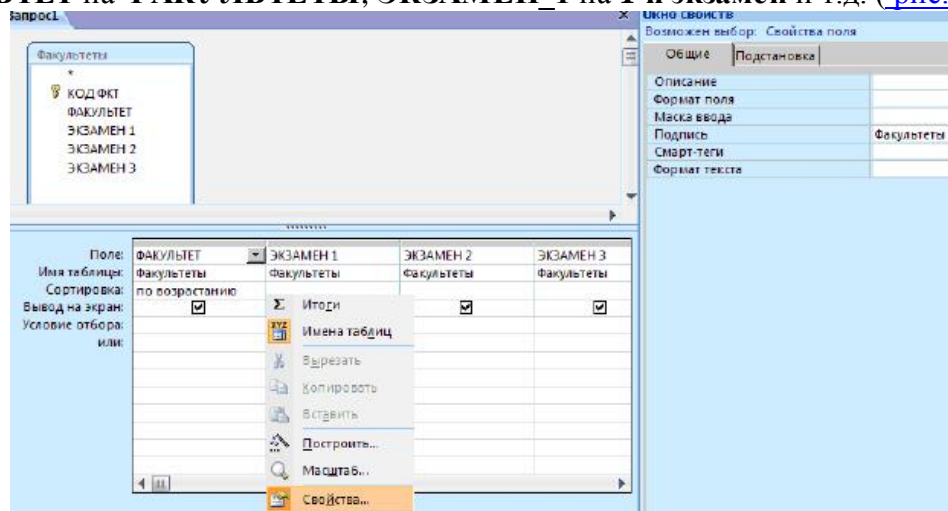 на ФАКУЛЬТЕТЫ, ЭКЗАМЕН_1 на 1-й экзамен и т.д. ( рис.
Запрос1
Окно свойств
Возможен выбор: Свойства поля
Общие Подстановка
Описание
Формат поля
Маска ввода
Подпись Факультеты
Смарт-теги
Формат текста
Факультеты
*
КОД ФКТ
ФАКУЛЬТЕТ
ЭКЗАМЕН 1
ЭКЗАМЕН 2
ЭКЗАМЕН 3
Поле: ФАКУЛЬТЕТ ЭКЗАМЕН 1 ЭКЗАМЕН 2 ЭКЗАМЕН 3
Имя таблицы: Факультеты Факультеты Факультеты Факультеты
Сортировка: по возрастанию
Вывод на экран:
Условие отбора:
или:
Σ Итоги
XYZ Имена таблиц
Вырезать
Копировать
Вставить
Построить...
Масштаб...
Свойства...